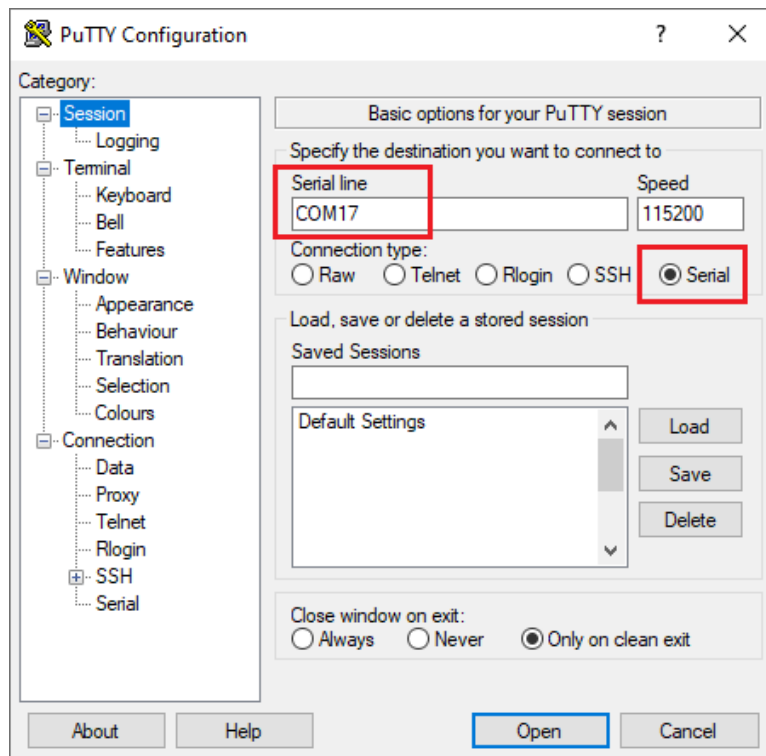 PuTTY Configuration
Category:
Session
Logging
Terminal
Keyboard
Bell
Features
Window
Appearance
Behaviour
Translation
Selection
Colours
Connection
Data
Proxy
Telnet
Rlogin
SSH
Serial
Basic options for your PuTTY session
Specify the destination you want to connect to
Serial line Speed
COM17 115200
Connection type:
Raw Telnet Rlogin SSH Serial
Load, save or delete a stored session
Saved Sessions
Default Settings
Load
Save
Delete
Close window on exit:
Always Never Only on clean exit
About Help Open Cancel